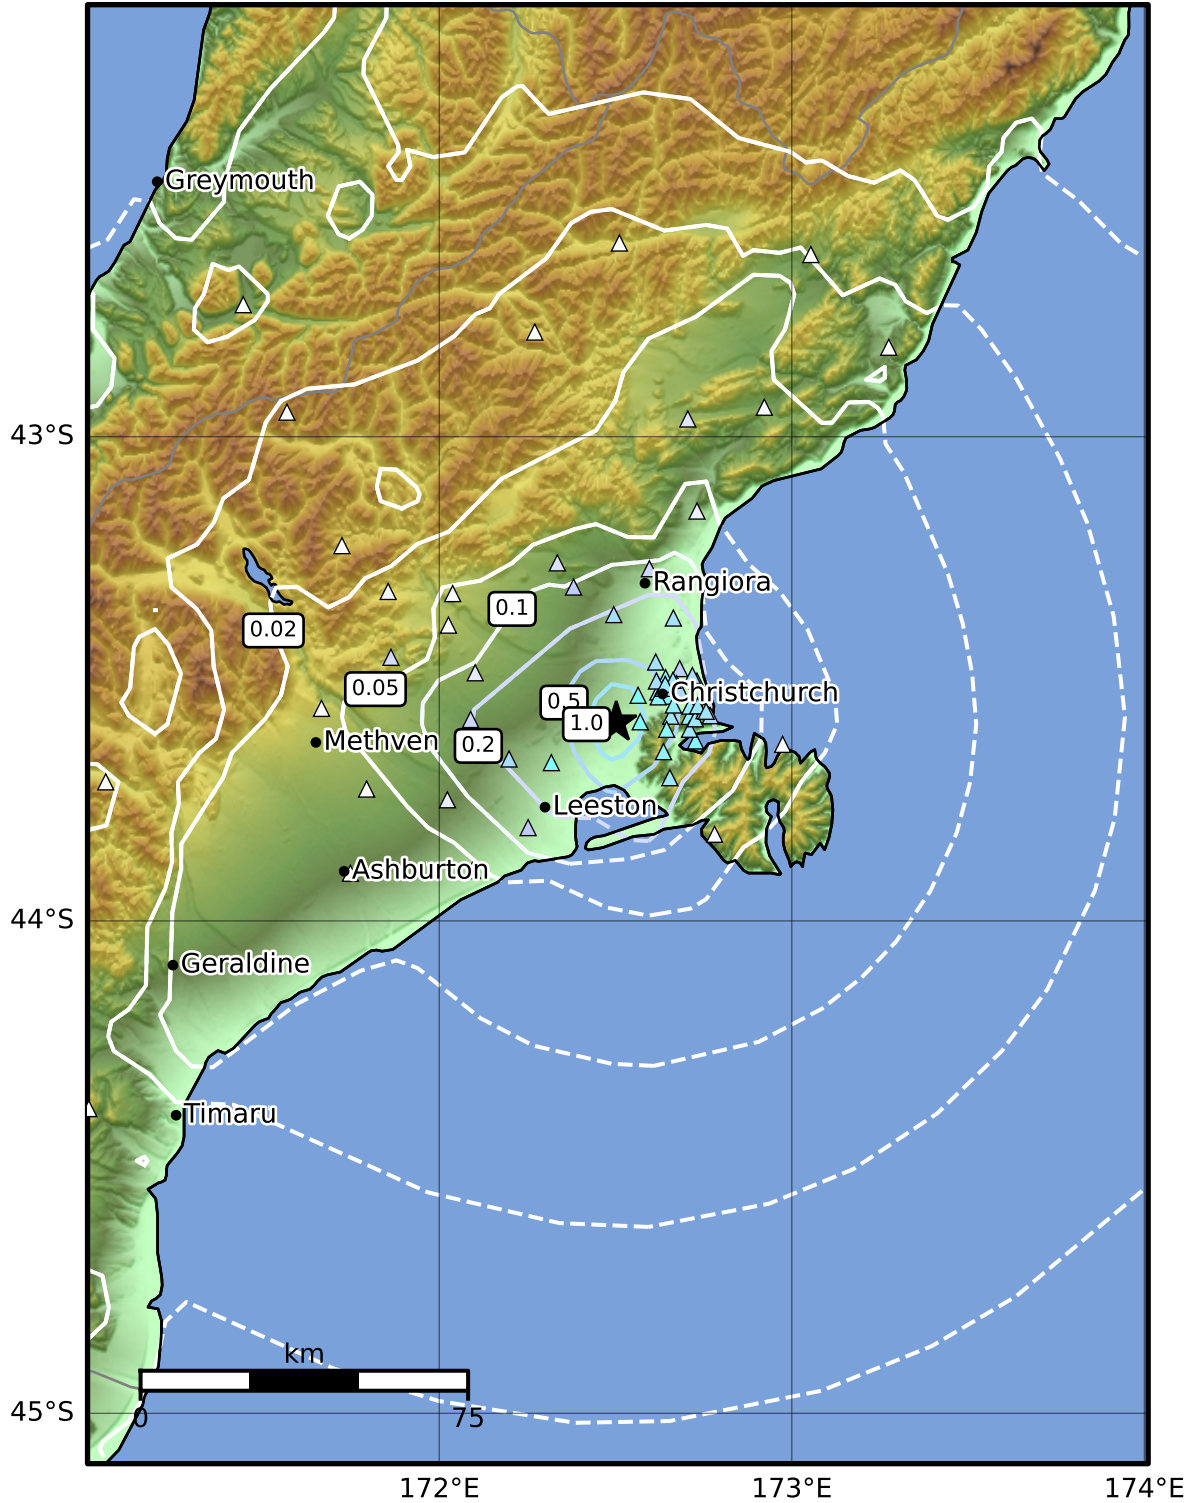 Greymouth
43°S
Rangiora
0.1
0.02
0.05
Christchurch
0.5
1.0
Methven
0.2
Leeston
Ashburton
44°S
Geraldine
Timaru
km
0
75
45°S
172°E
173°E
174°E